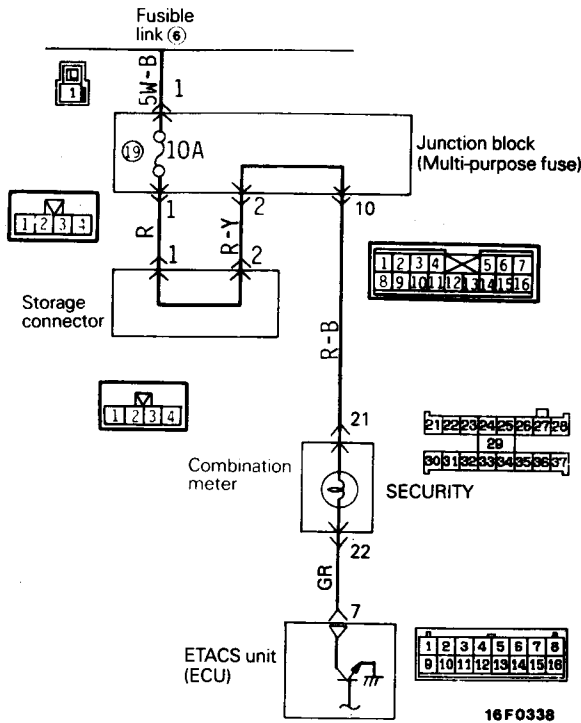 Fusible
link ⑥
5W-B
1
1
⑲ 10A
Junction block
(Multi-purpose fuse)
1 2 10
1 2 3 4
R
R-Y
1 2
1 2 3 4 5 6 7
8 9 10 11 12 13 14 15 16
Storage
connector
R-B
1 2 3 4
21
21 22 23 24 25 26 27 28
29
30 31 32 33 34 35 36 37
Combination
meter
SECURITY
22
GR
7
ETACS unit
(ECU)
1 2 3 4 5 6 7 8
9 10 11 12 13 14 15 16
16F0338